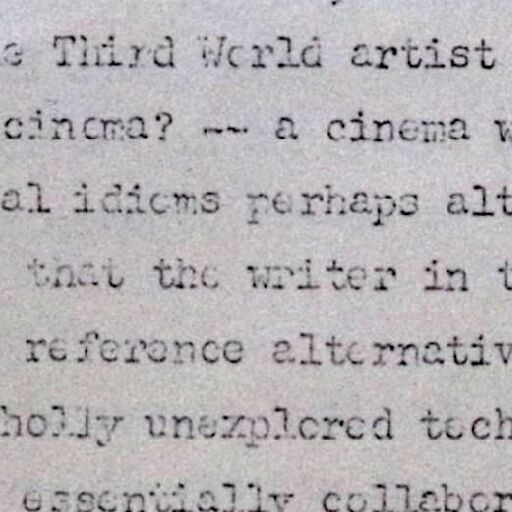 e Third World artist
cinema? -- a cinema w
al idioms perhaps alt
that the writer in t
reference alternativ
holly unexplored tech
essentially collabor